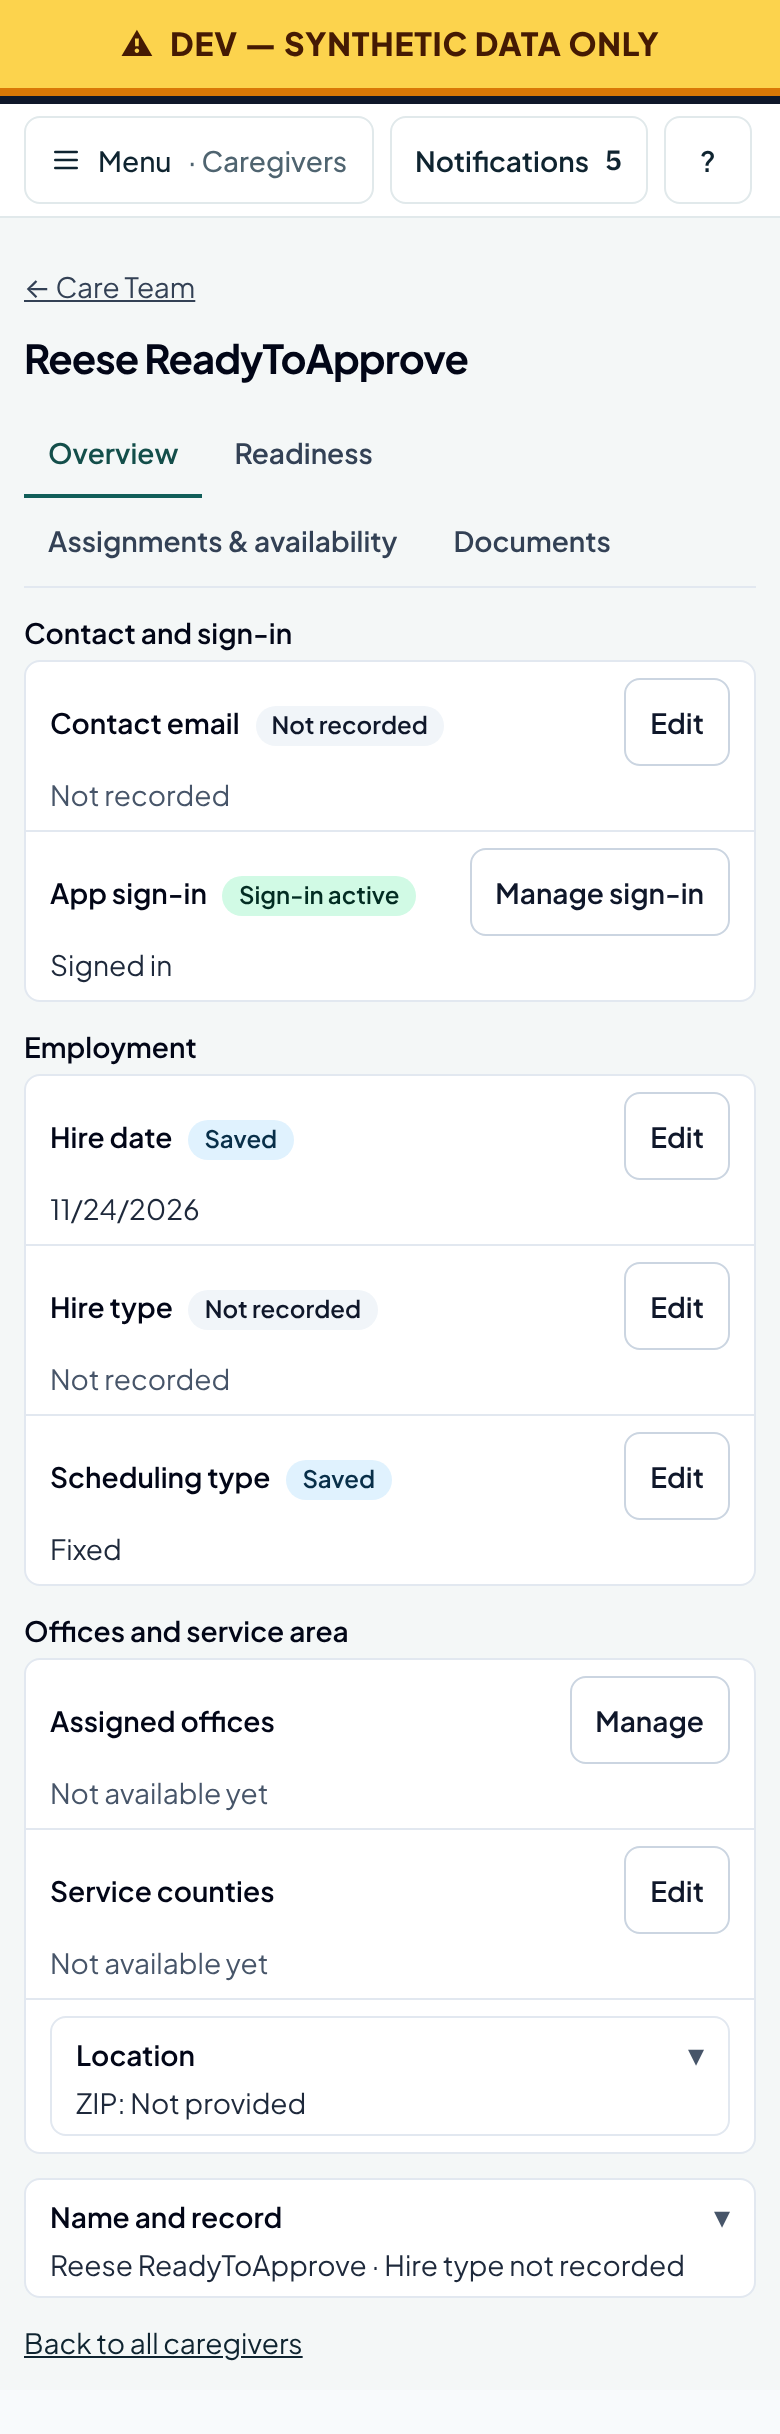 ⚠ DEV — SYNTHETIC DATA ONLY
☰ Menu · Caregivers
Notifications 5
?
← Care Team
Reese ReadyToApprove
Overview Readiness
Assignments & availability Documents
Contact and sign-in
Contact email Not recorded Edit
Not recorded
App sign-in Sign-in active Manage sign-in
Signed in
Employment
Hire date Saved Edit
11/24/2026
Hire type Not recorded Edit
Not recorded
Scheduling type Saved Edit
Fixed
Offices and service area
Assigned offices Manage
Not available yet
Service counties Edit
Not available yet
Location ▼
ZIP: Not provided
Name and record ▼
Reese ReadyToApprove · Hire type not recorded
Back to all caregivers